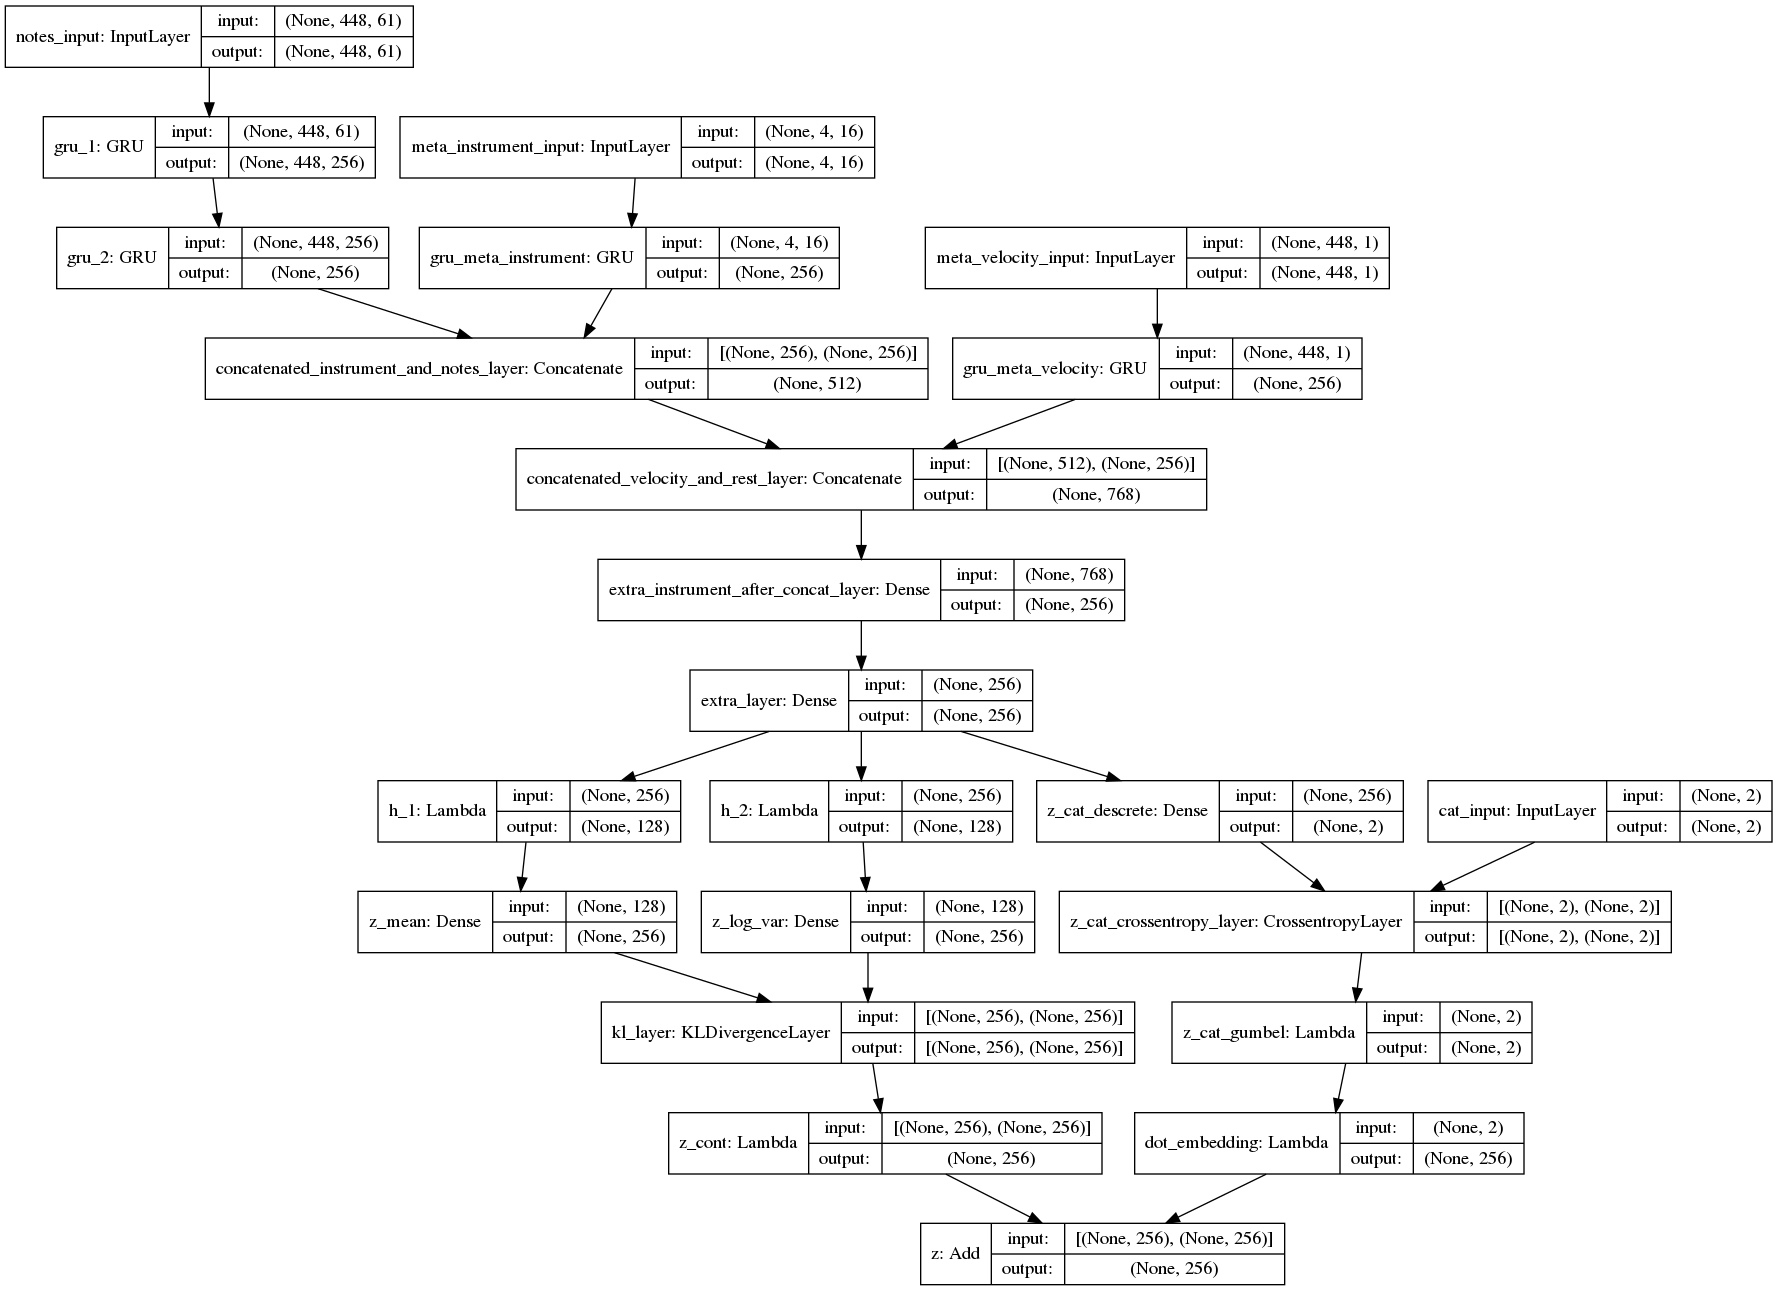 notes_input: InputLayer
input: (None, 448, 61)
output: (None, 448, 61)
gru_1: GRU
input: (None, 448, 61)
output: (None, 448, 256)
meta_instrument_input: InputLayer
input: (None, 4, 16)
output: (None, 4, 16)
gru_2: GRU
input: (None, 448, 256)
output: (None, 256)
gru_meta_instrument: GRU
input: (None, 4, 16)
output: (None, 256)
meta_velocity_input: InputLayer
input: (None, 448, 1)
output: (None, 448, 1)
concatenated_instrument_and_notes_layer: Concatenate
input: [(None, 256), (None, 256)]
output: (None, 512)
gru_meta_velocity: GRU
input: (None, 448, 1)
output: (None, 256)
concatenated_velocity_and_rest_layer: Concatenate
input: [(None, 512), (None, 256)]
output: (None, 768)
extra_instrument_after_concat_layer: Dense
input: (None, 768)
output: (None, 256)
extra_layer: Dense
input: (None, 256)
output: (None, 256)
h_1: Lambda
input: (None, 256)
output: (None, 128)
h_2: Lambda
input: (None, 256)
output: (None, 128)
z_cat_descrete: Dense
input: (None, 256)
output: (None, 2)
cat_input: InputLayer
input: (None, 2)
output: (None, 2)
z_mean: Dense
input: (None, 128)
output: (None, 256)
z_log_var: Dense
input: (None, 128)
output: (None, 256)
z_cat_crossentropy_layer: CrossentropyLayer
input: [(None, 2), (None, 2)]
output: [(None, 2), (None, 2)]
kl_layer: KLDivergenceLayer
input: [(None, 256), (None, 256)]
output: [(None, 256), (None, 256)]
z_cat_gumbel: Lambda
input: (None, 2)
output: (None, 2)
z_cont: Lambda
input: [(None, 256), (None, 256)]
output: (None, 256)
dot_embedding: Lambda
input: (None, 2)
output: (None, 256)
z: Add
input: [(None, 256), (None, 256)]
output: (None, 256)